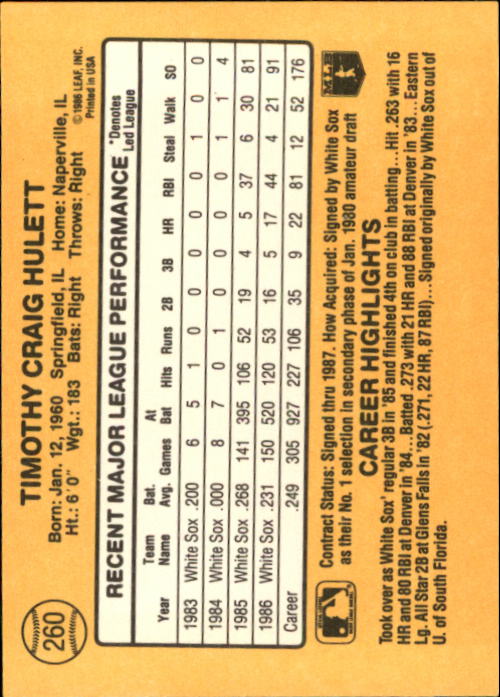 260
TIMOTHY CRAIG HULETT
Born: Jan. 12, 1960 Springfield, IL Home: Naperville, IL
Ht.: 6' 0" Wgt.: 183 Bats: Right Throws: Right
© 1986 LEAF, INC.
Printed in USA
RECENT MAJOR LEAGUE PERFORMANCE
*Denotes
Led League
Team Bat. At
Year Name Avg. Games Bat Hits Runs 2B 3B HR RBI Steal Walk SO
1983 White Sox .200 6 5 1 0 0 0 0 0 1 0 0
1984 White Sox .000 8 7 0 1 0 0 0 0 1 1 4
1985 White Sox .268 141 395 106 52 19 4 5 37 6 30 81
1986 White Sox .231 150 520 120 53 16 5 17 44 4 21 91
Career .249 305 927 227 106 35 9 22 81 12 52 176
Contract Status: Signed thru 1987. How Acquired: Signed by White Sox
as their No. 1 selection in secondary phase of Jan. 1980 amateur draft
MLB
CAREER HIGHLIGHTS
Took over as White Sox' regular 3B in '85 and finished 4th on club in batting....Hit .263 with 16
HR and 80 RBI at Denver in '84...Batted .273 with 21 HR and 88 RBI at Denver in '83...Eastern
Lg. All Star 2B at Glens Falls in '82 (.271, 22 HR, 87 RBI)...Signed originally by White Sox out of
U. of South Florida.